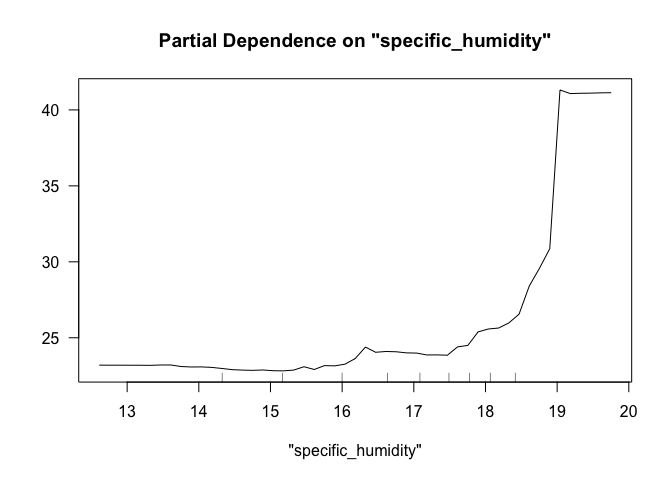 Partial Dependence on "specific_humidity"
40
35
30
25
13 14 15 16 17 18 19 20
"specific_humidity"